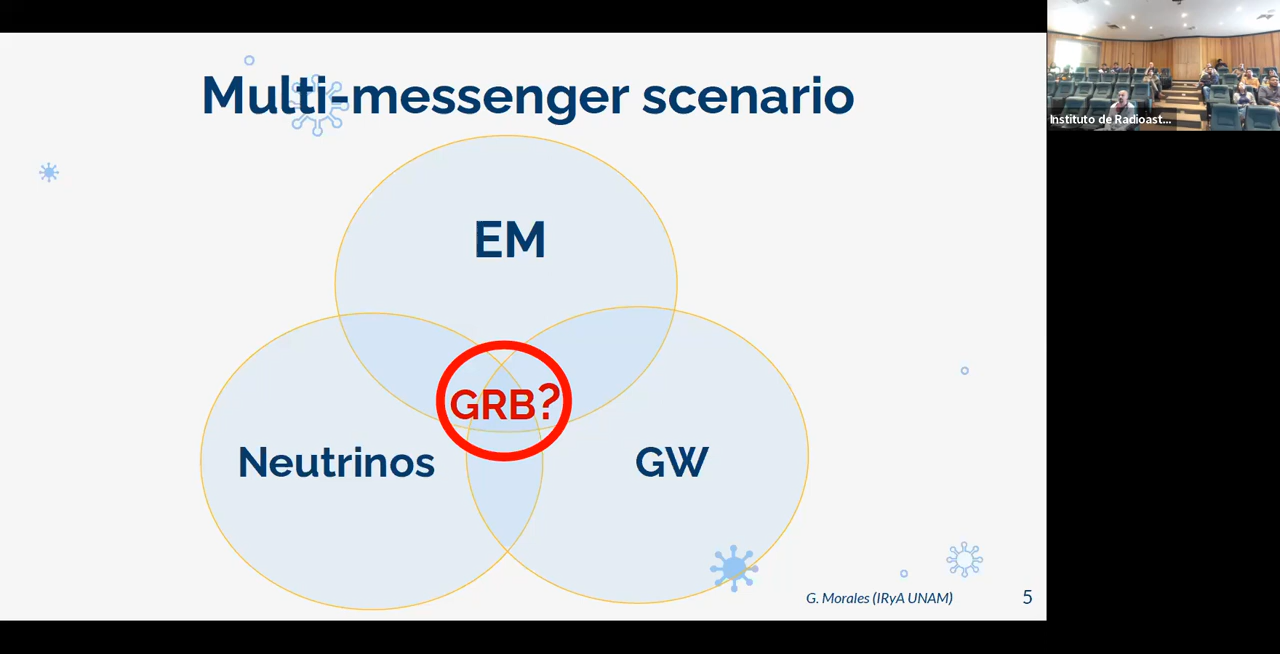 Multi-messenger scenario
EM
GRB?
Neutrinos
GW
G. Morales (IRyA UNAM)
5
Instituto de Radioast...